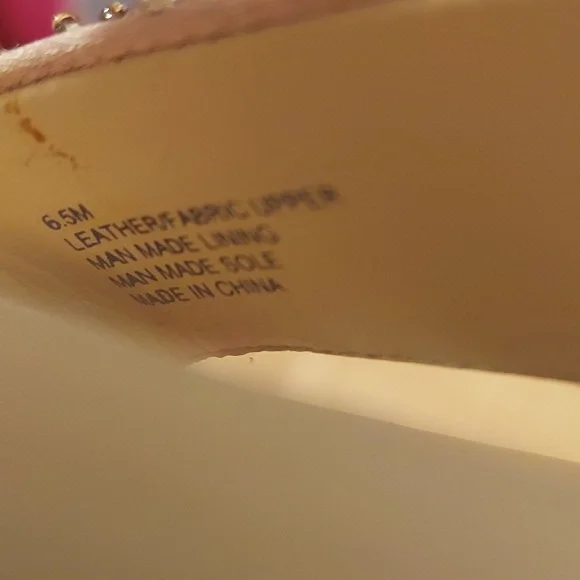 6.5M
LEATHER/FABRIC UPPER
MAN MADE LINING
MAN MADE SOLE
MADE IN CHINA